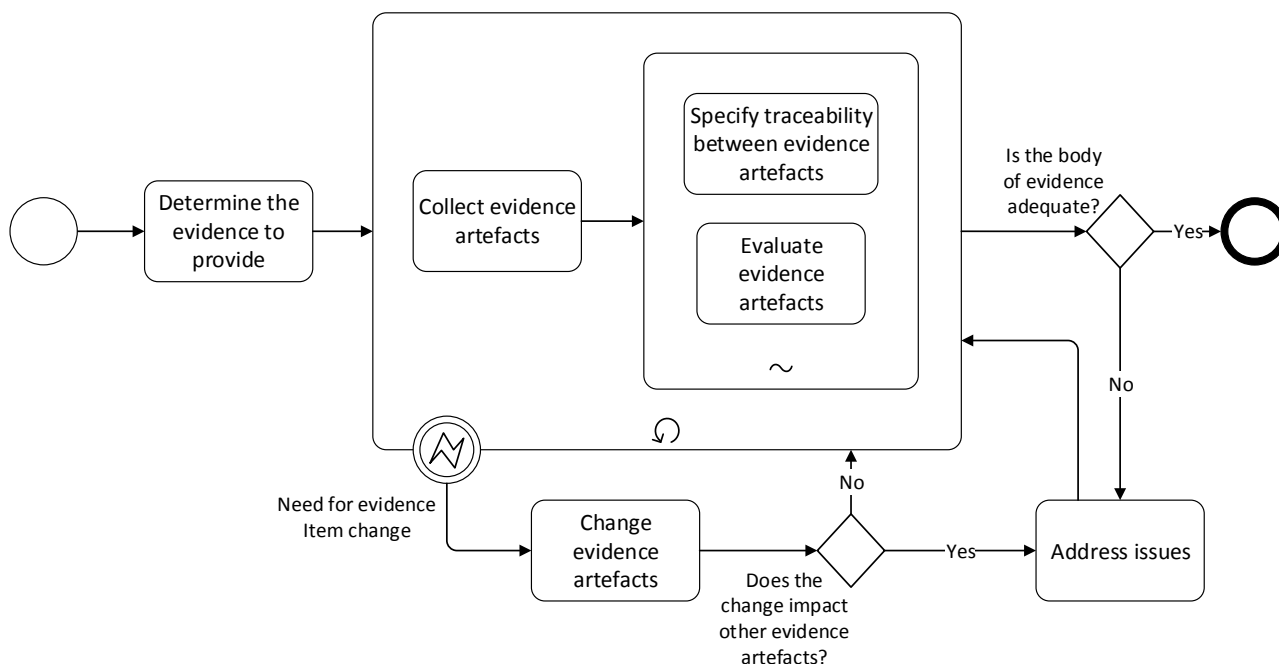 Specify traceability
between evidence
artefacts
Is the body
of evidence
adequate?
Determine the
evidence to
provide
Collect evidence
artefacts
Yes
Evaluate
evidence
artefacts
No
No
Need for evidence
Item change
Change
evidence
artefacts
Yes
Address issues
Does the
change impact
other evidence
artefacts?